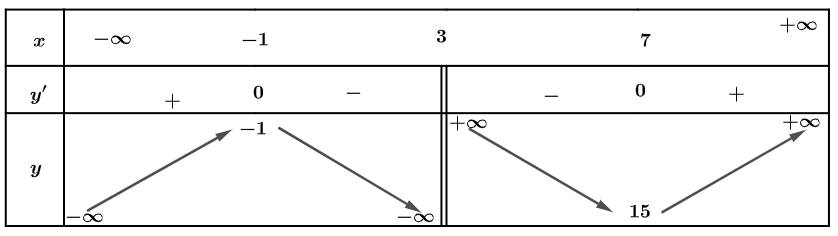 x −∞ −1 3 7 +∞
y′ + 0 − − 0 +
−1 +∞ +∞
y
−∞ −∞ 15